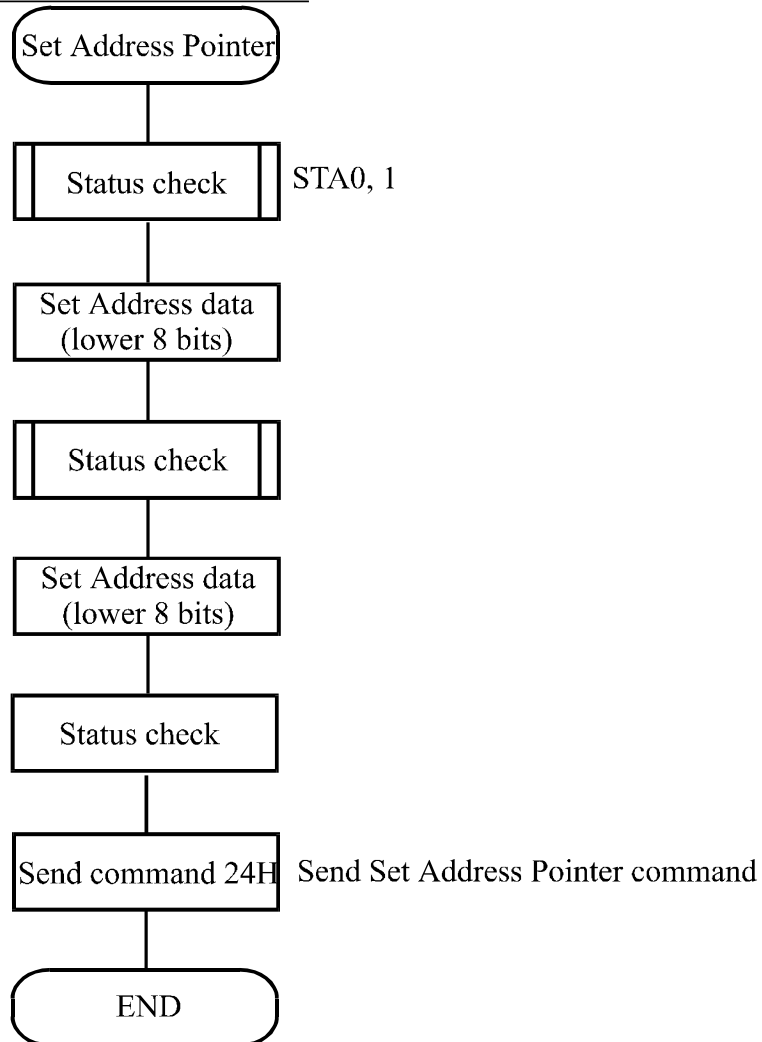 Set Address Pointer
Status check
STA0, 1
Set Address data
(lower 8 bits)
Status check
Set Address data
(lower 8 bits)
Status check
Send command 24H
Send Set Address Pointer command
END